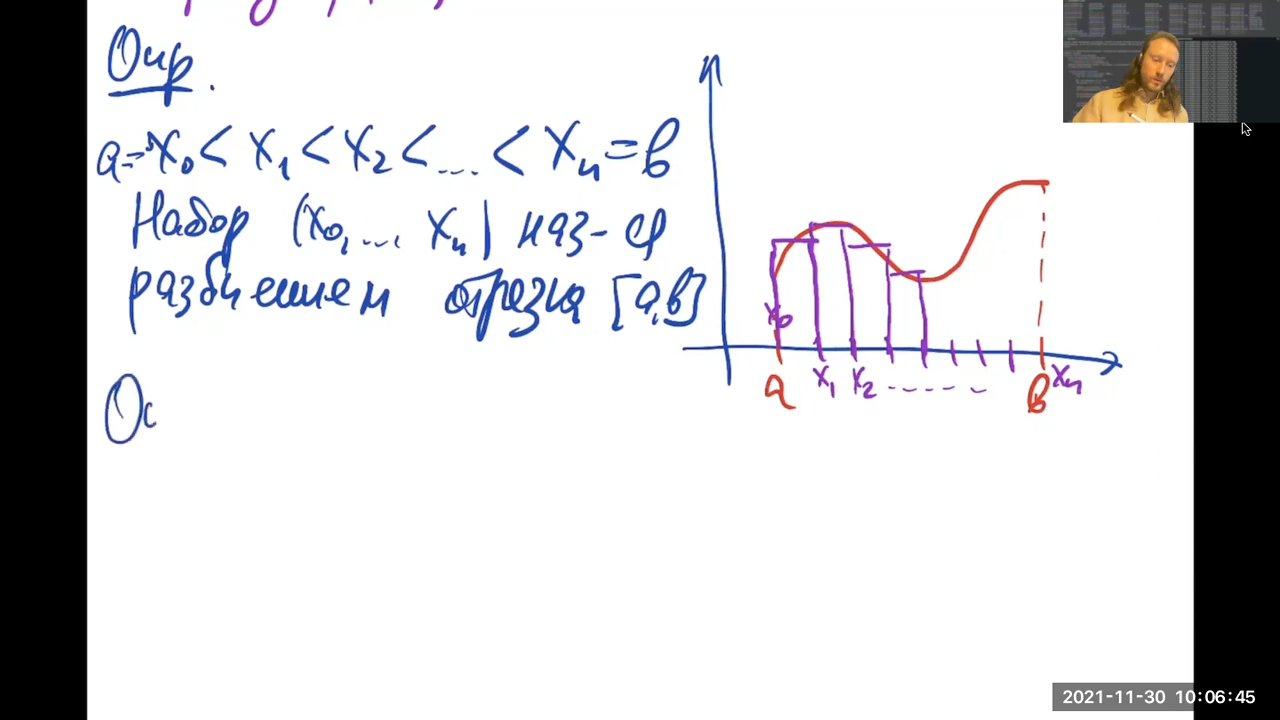 Опр.
a = x₀ < x₁ < x₂ < ... < xₙ = b
Набор (x₀, ... xₙ) наз-ся
разбиением отрезка [a,b]
x₀
a x₁ x₂ - - - - - b xₙ
2021-11-30 10:06:45